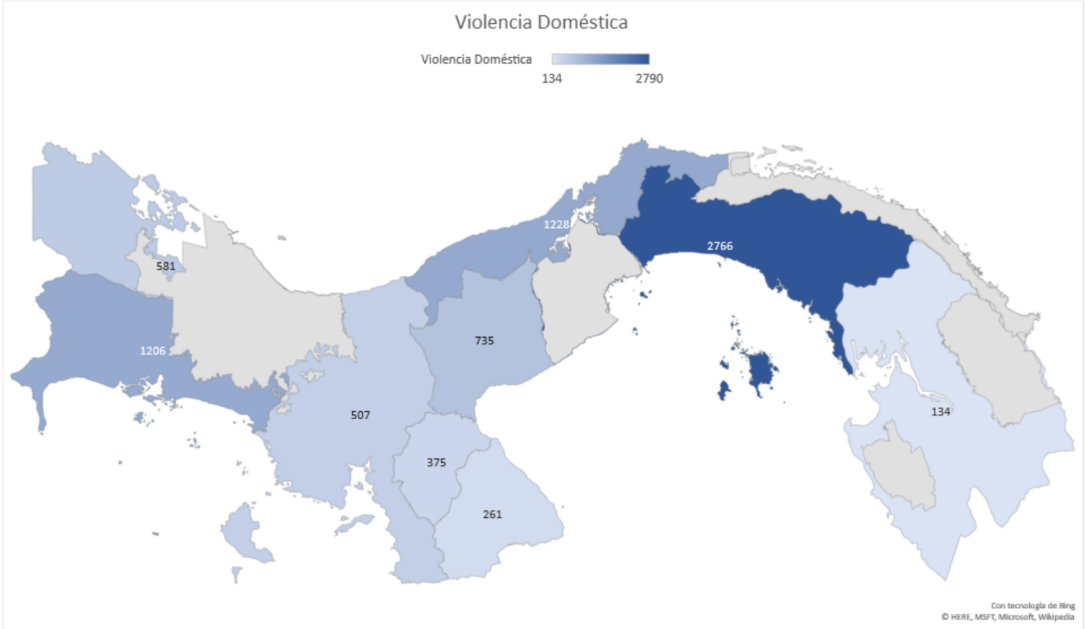 Violencia Doméstica
Violencia Doméstica
134 2790
1228
2766
581
1206
735
507
134
375
261
Con tecnología de Bing
© HERE, MSFT, Microsoft, Wikipedia